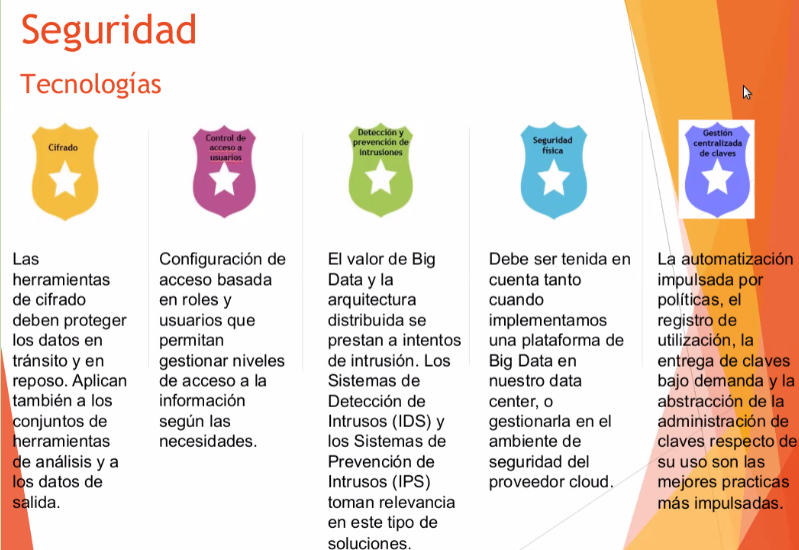 Seguridad
Tecnologías
Cifrado
Control de
acceso a
usuarios
Detección y
prevención de
intrusiones
Seguridad
física
Gestión
centralizada
de claves
Las
herramientas
de cifrado
deben proteger
los datos en
tránsito y en
reposo. Aplican
también a los
conjuntos de
herramientas
de análisis y a
los datos de
salida.
Configuración de
acceso basada
en roles y
usuarios que
permitan
gestionar niveles
de acceso a la
información
según las
necesidades.
El valor de Big
Data y la
arquitectura
distribuida se
prestan a intentos
de intrusión. Los
Sistemas de
Detección de
Intrusos (IDS) y
los Sistemas de
Prevención de
Intrusos (IPS)
toman relevancia
en este tipo de
soluciones.
Debe ser tenida en
cuenta tanto
cuando
implementamos
una plataforma de
Big Data en
nuestro data
center, o
gestionarla en el
ambiente de
seguridad del
proveedor cloud.
La automatización
impulsada por
políticas, el
registro de
utilización, la
entrega de claves
bajo demanda y la
abstracción de la
administración de
claves respecto de
su uso son las
mejores practicas
más impulsadas.